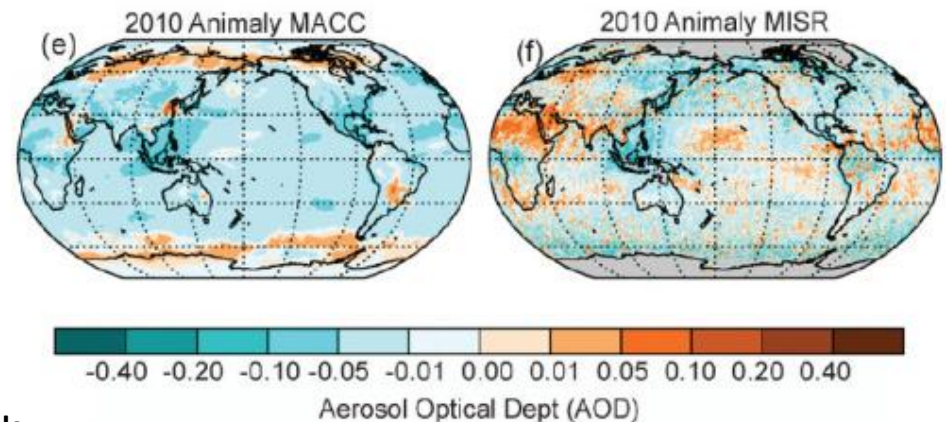 2010 Animaly MACC
2010 Animaly MISR
(e)
(f)
-0.40 -0.20 -0.10 -0.05 -0.01 0.00 0.01 0.05 0.10 0.20 0.40
Aerosol Optical Dept (AOD)